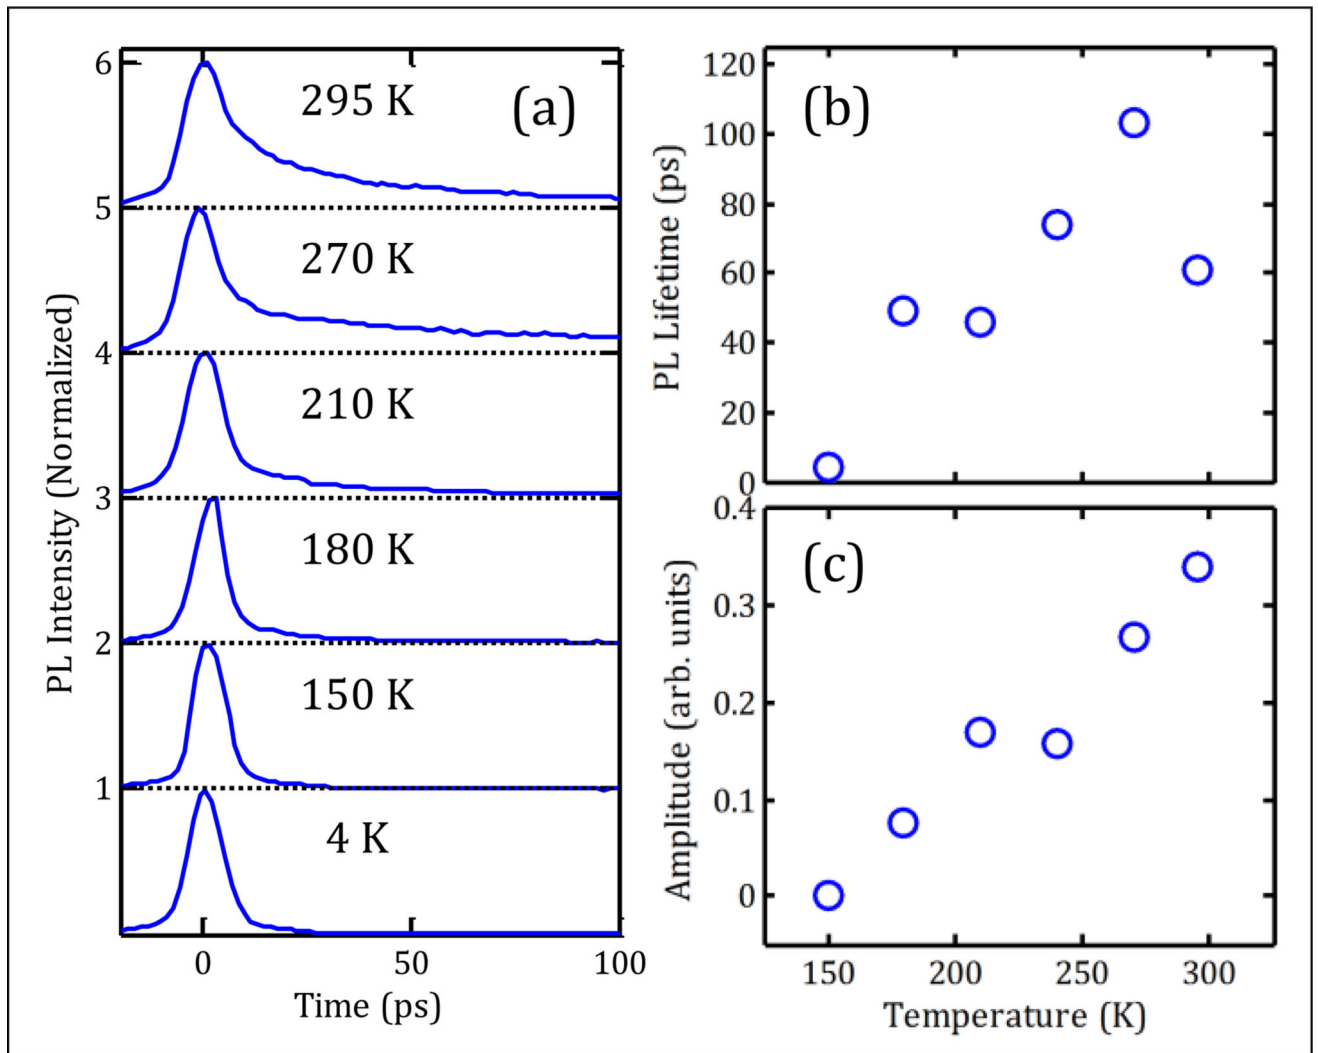 6
5
4
3
2
1
PL Intensity (Normalized)
295 K
(a)
270 K
210 K
180 K
150 K
4 K
0 50 100
Time (ps)
120
100
80
60
40
20
0
PL Lifetime (ps)
(b)
0.4
0.3
0.2
0.1
0
Amplitude (arb. units)
(c)
150 200 250 300
Temperature (K)